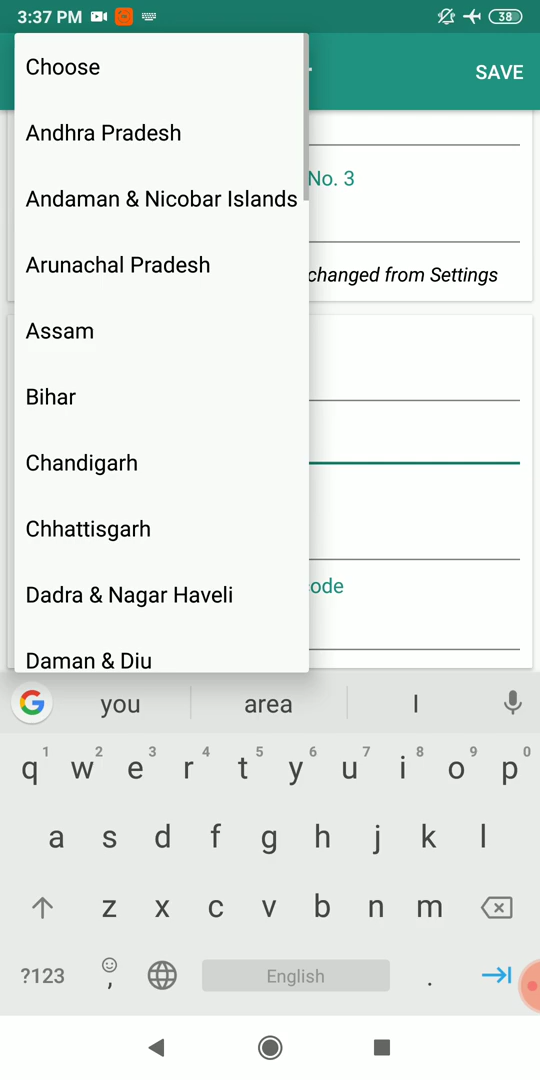 3:37 PM 38
Choose
SAVE
Andhra Pradesh
No. 3
Andaman & Nicobar Islands
Arunachal Pradesh
changed from Settings
Assam
Bihar
Chandigarh
Chhattisgarh
Dadra & Nagar Haveli
ode
Daman & Diu
you area I
1 2 3 4 5 6 7 8 9 0
q w e r t y u i o p
a s d f g h j k l
z x c v b n m
?123 , English .